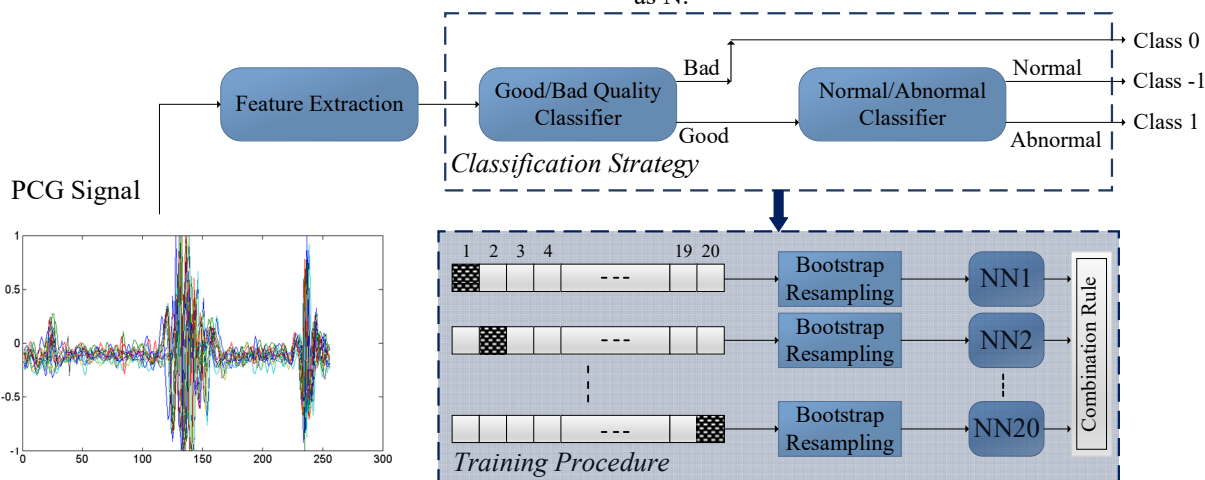 as N.
Class 0
Bad
Feature Extraction
Good/Bad Quality
Classifier
Normal/Abnormal
Classifier
Normal
Class -1
Good
Abnormal
Class 1
Classification Strategy
PCG Signal
1
0.5
0
-0.5
-1
0 50 100 150 200 250 300
1 2 3 4 19 20
Bootstrap
Resampling
NN1
Bootstrap
Resampling
NN2
Bootstrap
Resampling
NN20
Combination Rule
Training Procedure